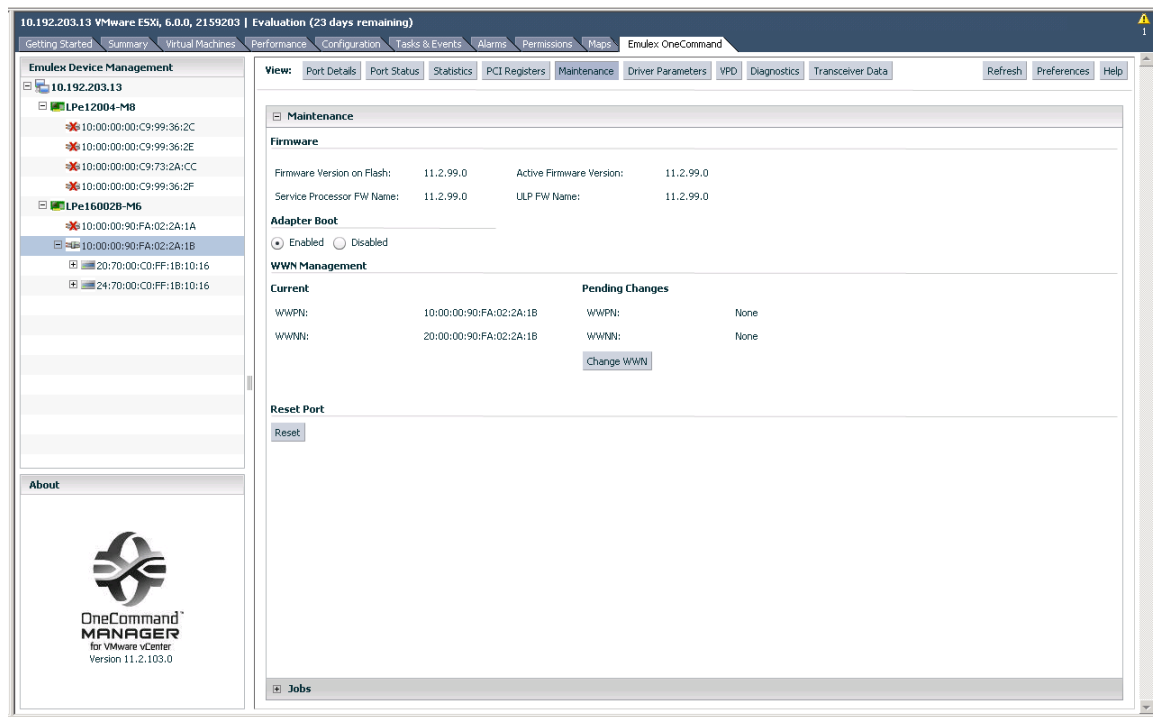 10.192.203.13 VMware ESXi, 6.0.0, 2159203 | Evaluation (23 days remaining)
1
Getting Started Summary Virtual Machines Performance Configuration Tasks & Events Alarms Permissions Maps Emulex OneCommand
Emulex Device Management
10.192.203.13
LPe12004-M8
10:00:00:00:C9:99:36:2C
10:00:00:00:C9:99:36:2E
10:00:00:00:C9:73:2A:CC
10:00:00:00:C9:99:36:2F
LPe16002B-M6
10:00:00:90:FA:02:2A:1A
10:00:00:90:FA:02:2A:1B
20:70:00:C0:FF:1B:10:16
24:70:00:C0:FF:1B:10:16
View: Port Details Port Status Statistics PCI Registers Maintenance Driver Parameters VPD Diagnostics Transceiver Data Refresh Preferences Help
Maintenance
Firmware
Firmware Version on Flash: 11.2.99.0 Active Firmware Version: 11.2.99.0
Service Processor FW Name: 11.2.99.0 ULP FW Name: 11.2.99.0
Adapter Boot
Enabled Disabled
WWN Management
Current Pending Changes
WWPN: 10:00:00:90:FA:02:2A:1B WWPN: None
WWNN: 20:00:00:90:FA:02:2A:1B WWNN: None
Change WWN
Reset Port
Reset
Jobs
About
OneCommand™
MANAGER
for VMware vCenter
Version 11.2.103.0